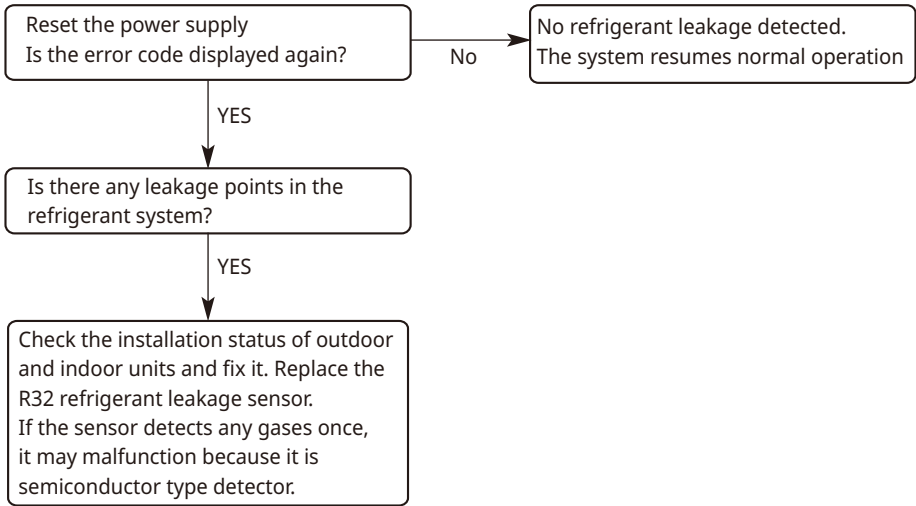 Reset the power supply
Is the error code displayed again?
No
No refrigerant leakage detected.
The system resumes normal operation
YES
Is there any leakage points in the
refrigerant system?
YES
Check the installation status of outdoor
and indoor units and fix it. Replace the
R32 refrigerant leakage sensor.
If the sensor detects any gases once,
it may malfunction because it is
semiconductor type detector.